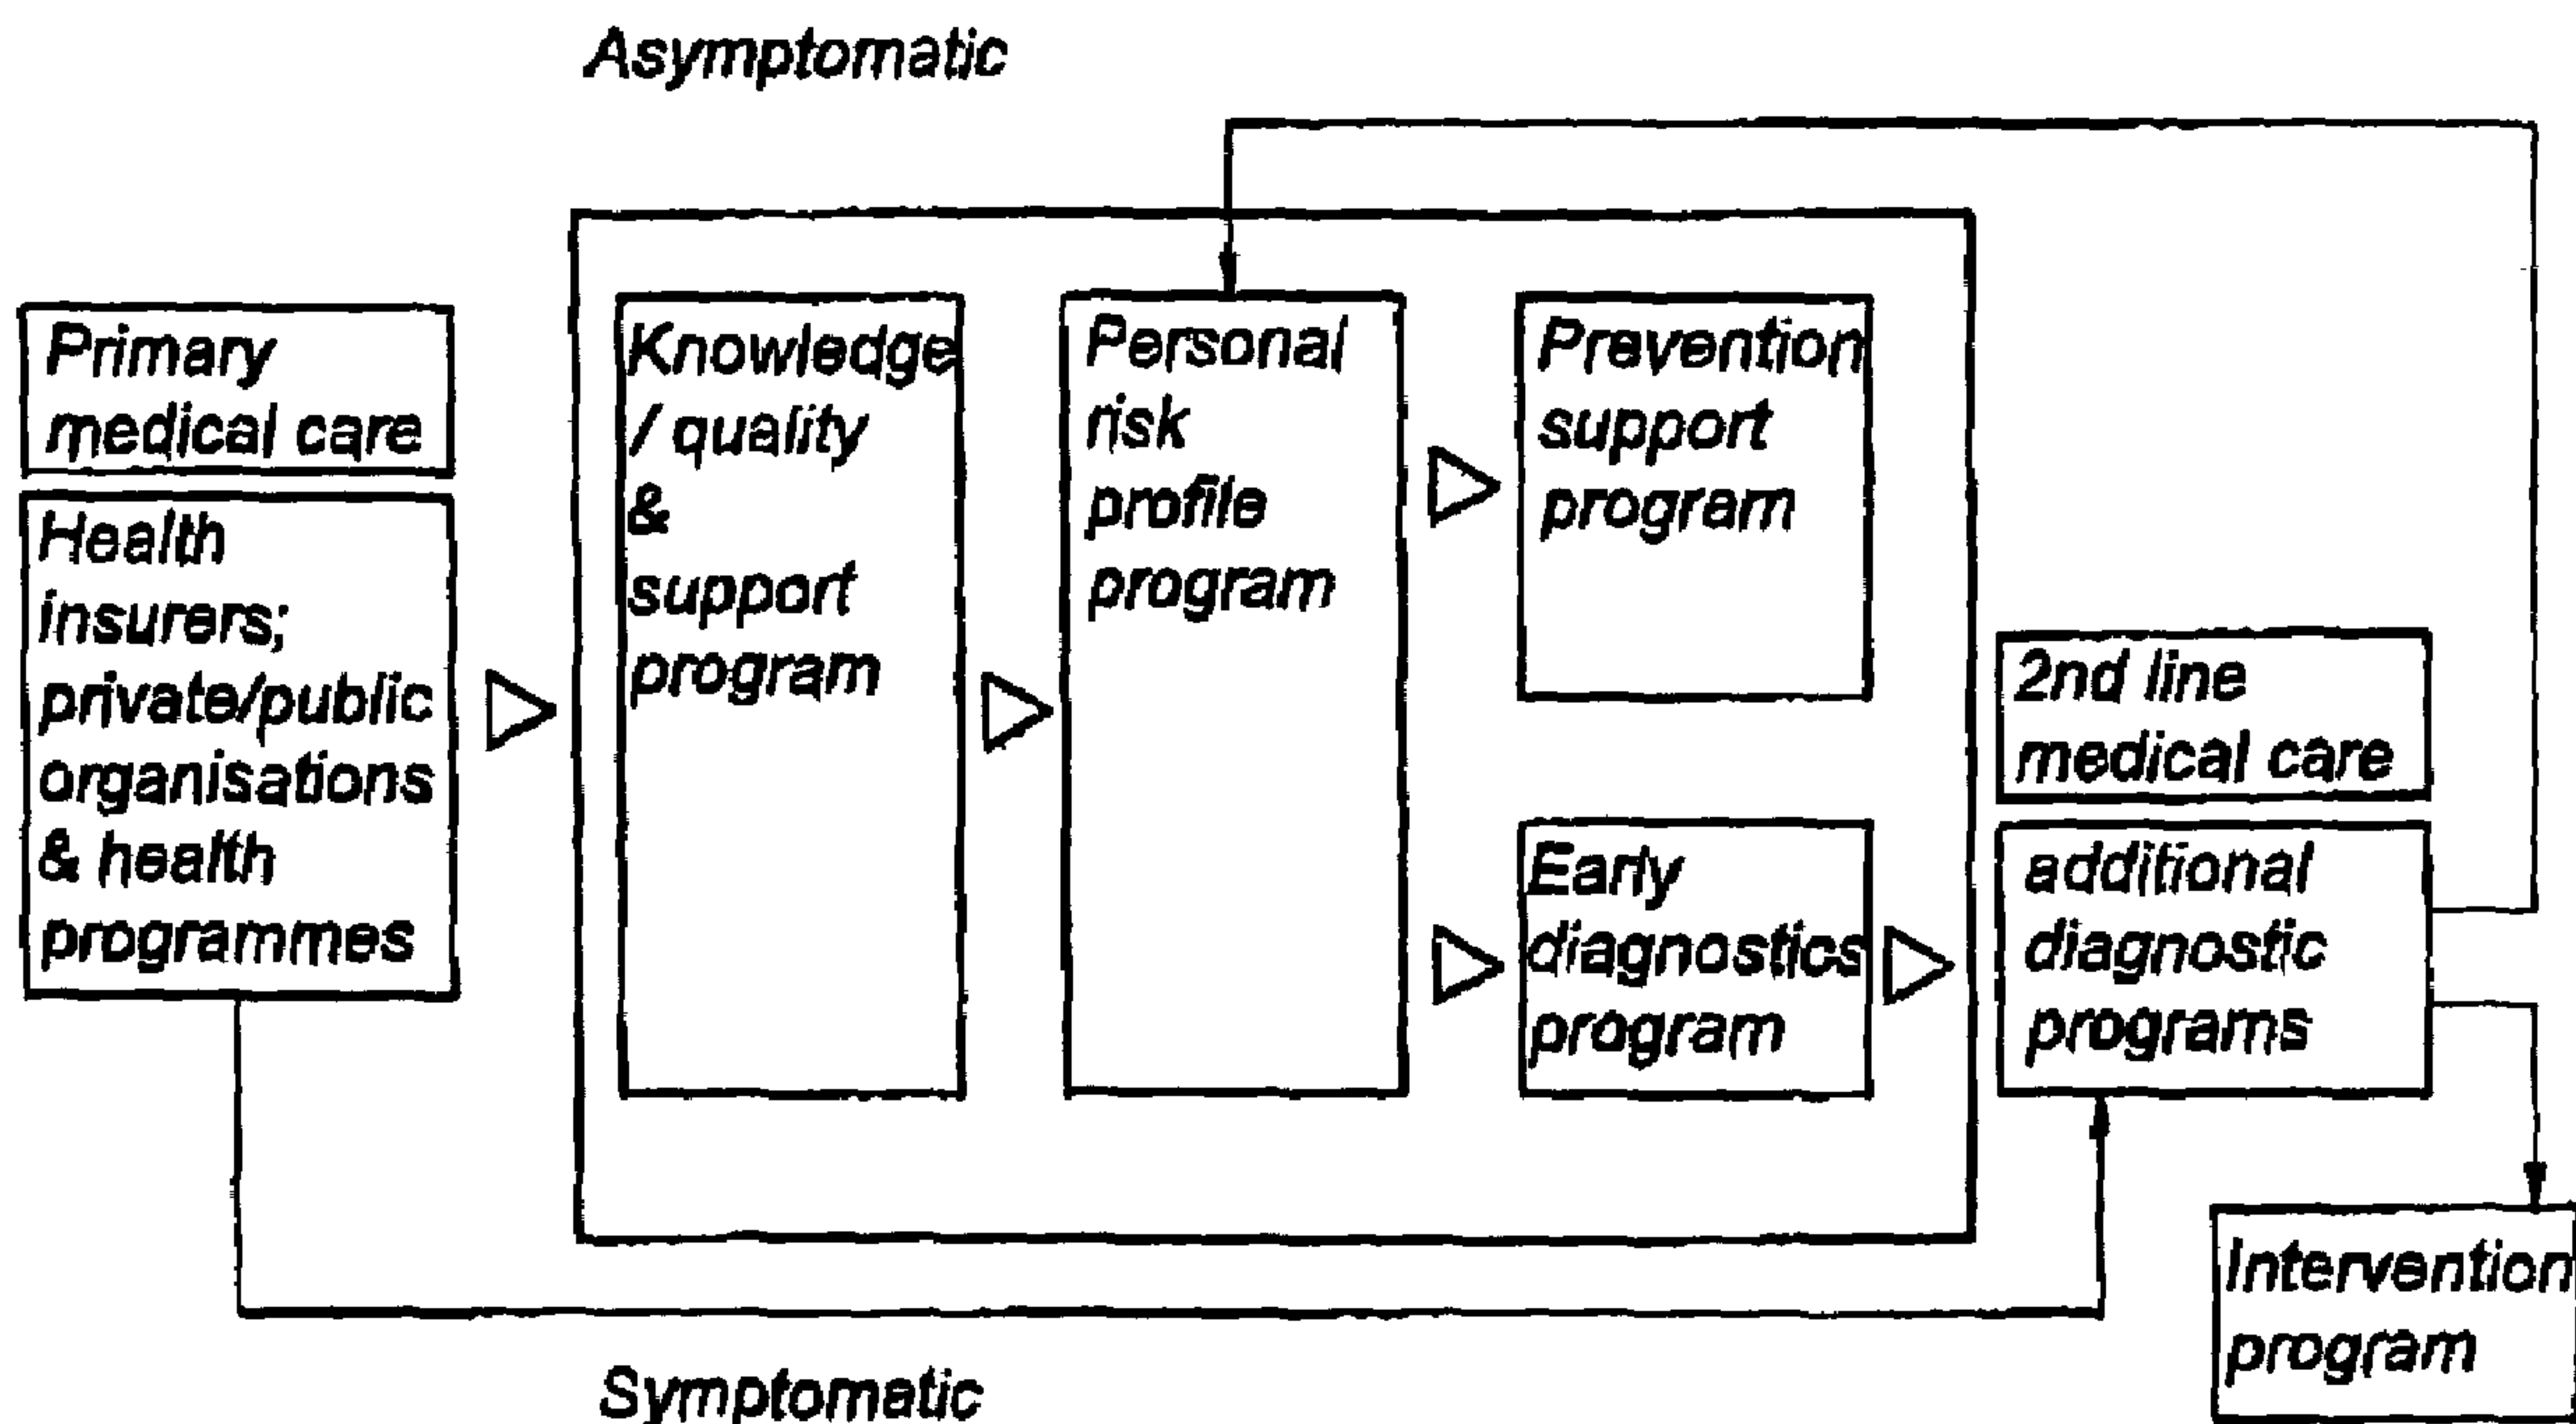 Asymptomatic
Primary
medical care
Health
insurers;
private/public
organisations
& health
programmes
Knowledge
/ quality
&
support
program
Personal
risk
profile
program
Prevention
support
program
Early
diagnostics
program
2nd line
medical care
additional
diagnostic
programs
Intervention
program
Symptomatic